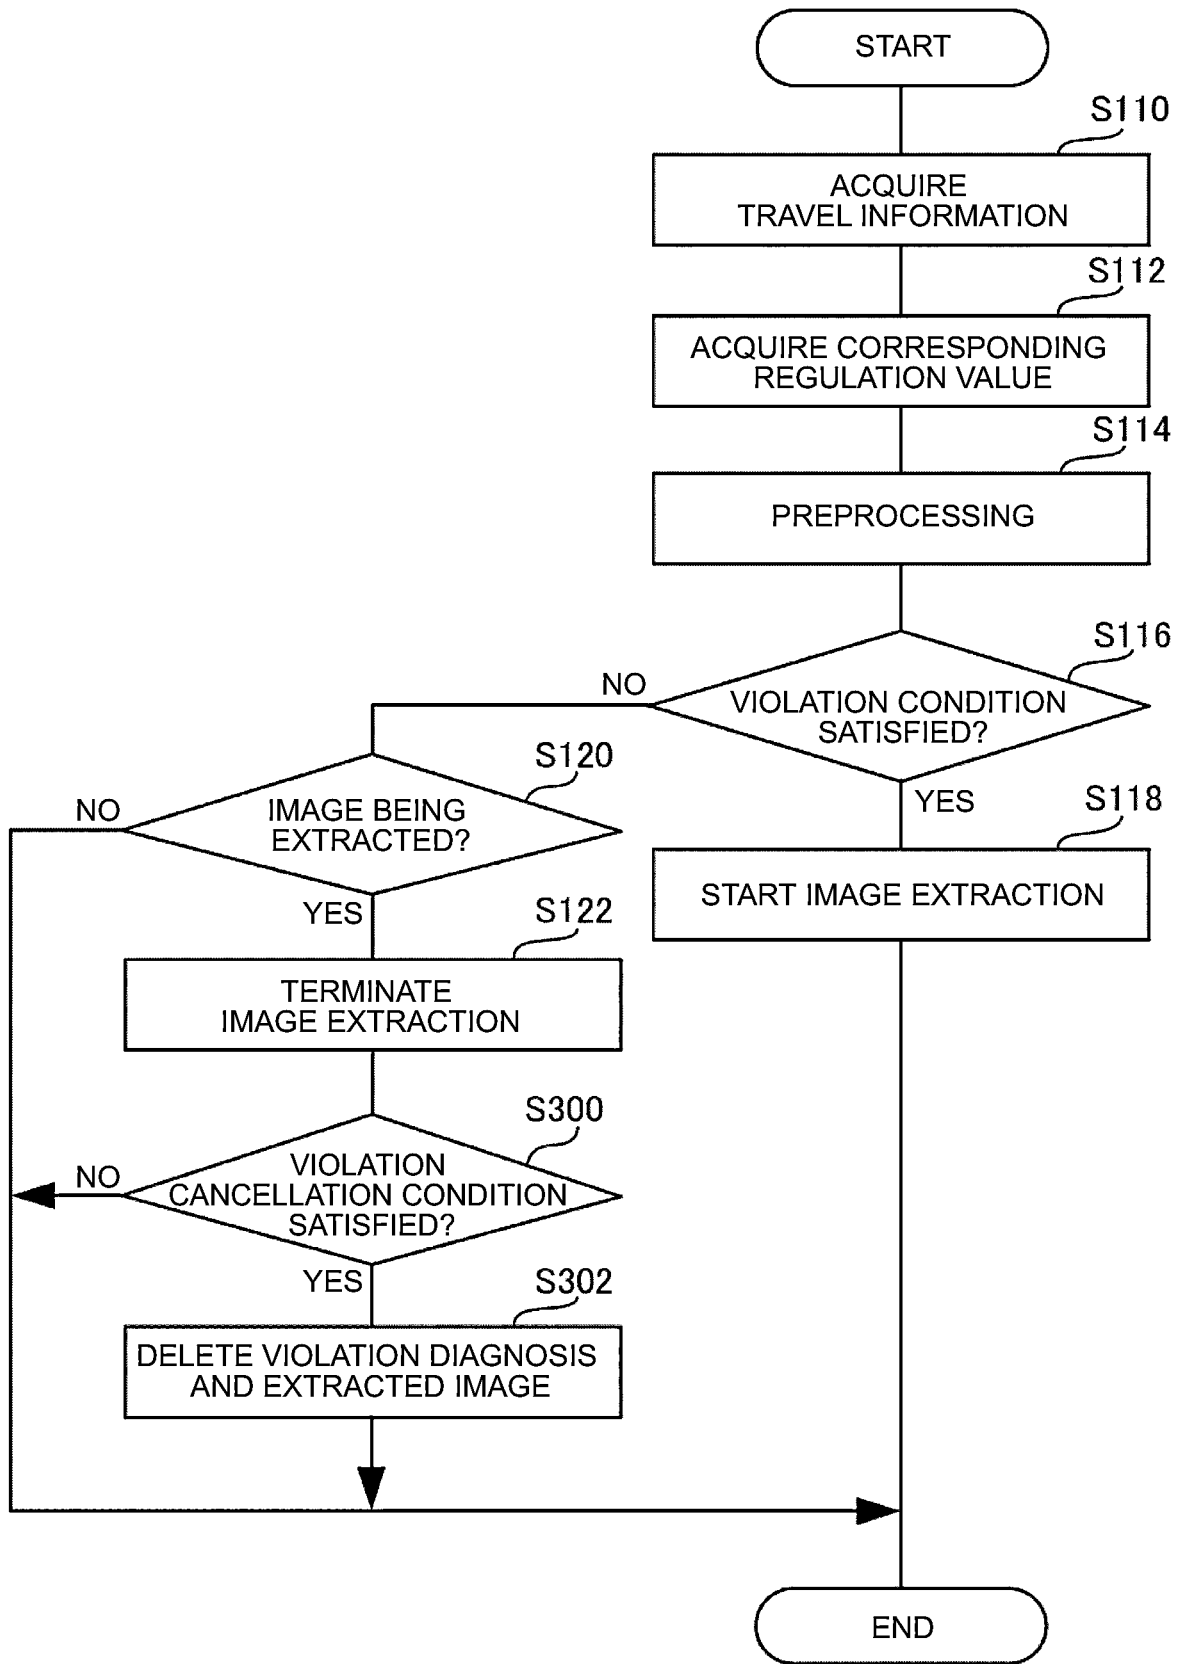 START
S110
ACQUIRE
TRAVEL INFORMATION
S112
ACQUIRE CORRESPONDING
REGULATION VALUE
S114
PREPROCESSING
S116
VIOLATION CONDITION
SATISFIED?
NO
YES
S118
START IMAGE EXTRACTION
S120
IMAGE BEING
EXTRACTED?
NO
YES
S122
TERMINATE
IMAGE EXTRACTION
S300
VIOLATION
CANCELLATION CONDITION
SATISFIED?
NO
YES
S302
DELETE VIOLATION DIAGNOSIS
AND EXTRACTED IMAGE
END